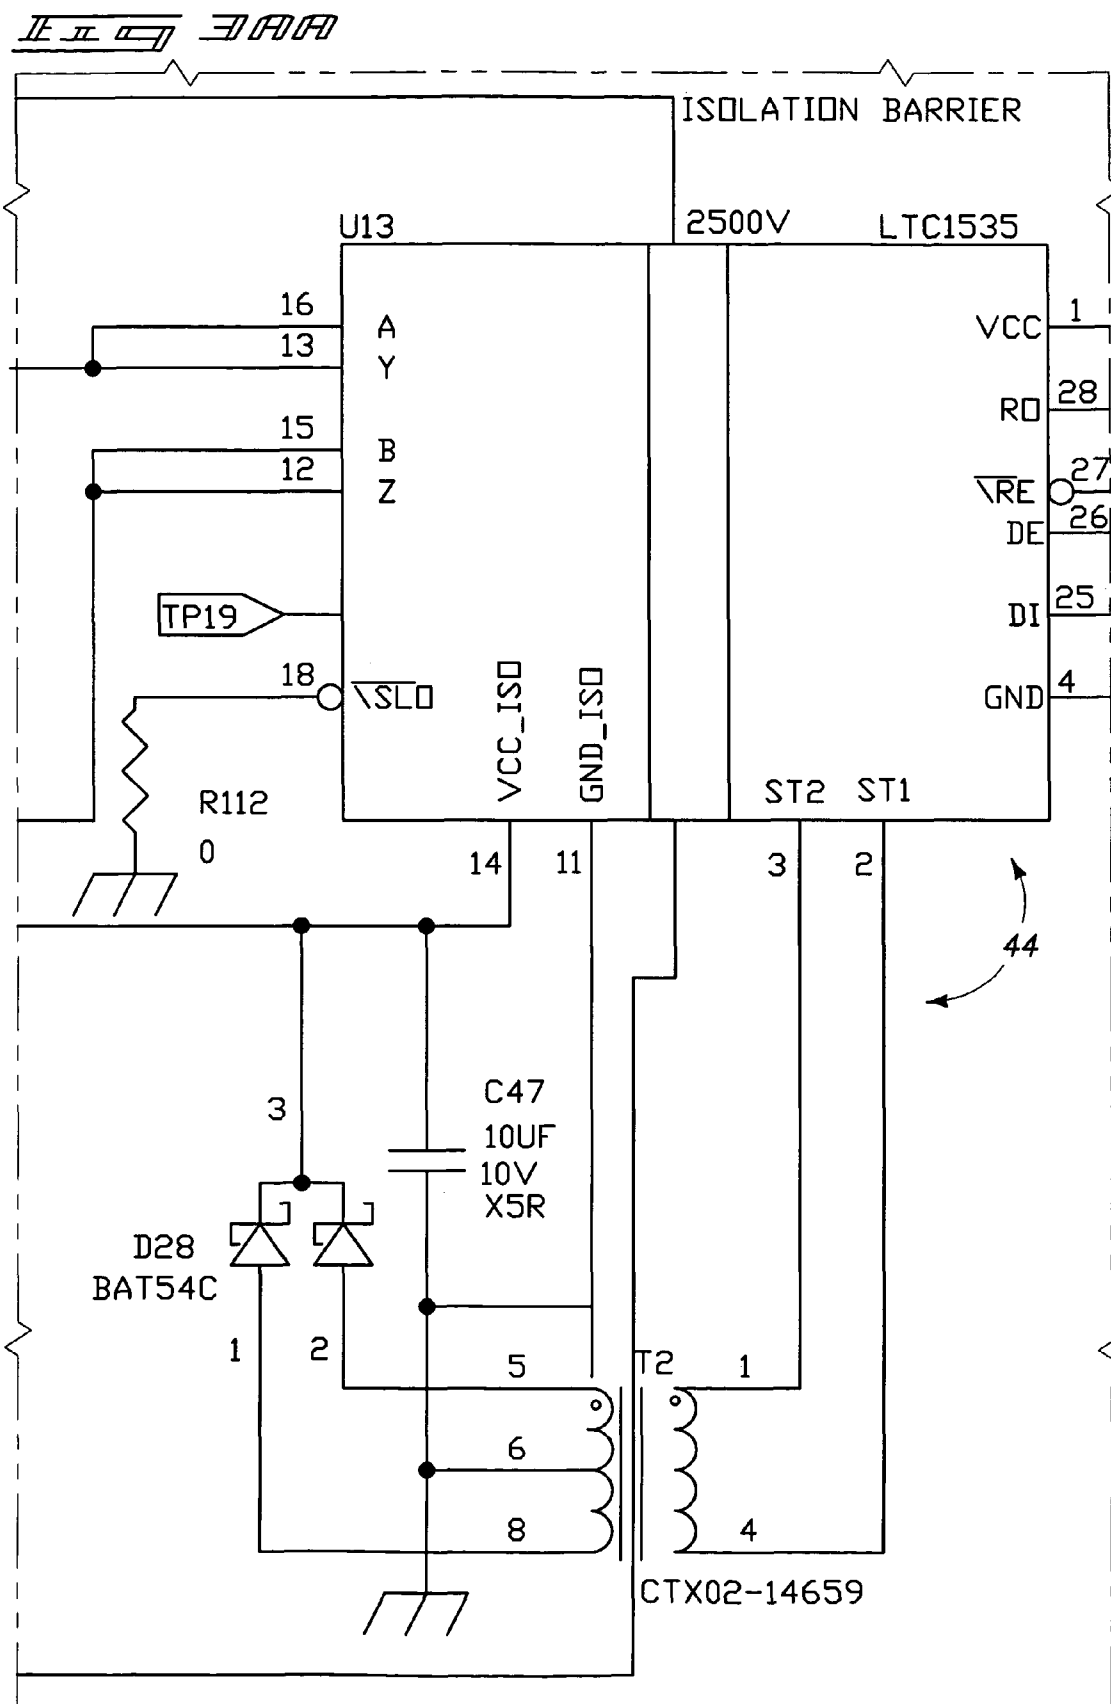 Fig 3AA
ISOLATION BARRIER
U13
2500V
LTC1535
16
A
13
Y
15
B
12
Z
TP19
18
\SLO
VCC_ISO
GND_ISO
VCC
1
RO
28
\RE
27
DE
26
DI
25
GND
4
ST2
ST1
R112
0
14
11
3
2
44
3
C47
10UF
10V
X5R
D28
BAT54C
1
2
5
T2
1
6
8
4
CTX02-14659